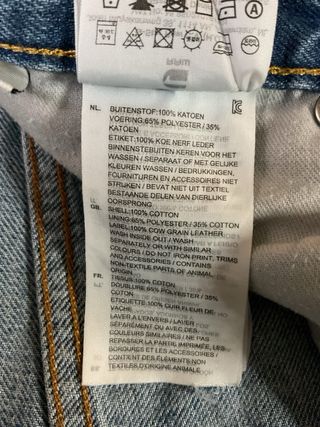 RAW
NL. BUITENSTOF:100% KATOEN
VOERING:65% POLYESTER / 35%
KATOEN
ETIKET:100% KOE NERF LEDER
BINNENSTEBUITEN KEREN VOOR HET
WASSEN / SEPARAAT OF MET GELIJKE
KLEUREN WASSEN / BEDRUKKINGEN,
FOURNITUREN EN ACCESSOIRES NIET
STRIJKEN / BEVAT NIET UIT TEXTIEL
BESTAANDE DELEN VAN DIERLIJKE
OORSPRONG
GB. SHELL:100% COTTON
LINING:65% POLYESTER / 35% COTTON
LABEL:100% COW GRAIN LEATHER
WASH INSIDE OUT / WASH
SEPARATELY OR WITH SIMILAR
COLOURS / DO NOT IRON PRINT, TRIMS
AND ACCESSORIES / CONTAINS
NON-TEXTILE PARTS OF ANIMAL
ORIGIN
FR. TISSU:100% COTON
DOUBLURE:65% POLYESTER / 35%
COTON
ÉTIQUETTE:100% CUIR FLEUR DE
VACHE
LAVER À L'ENVERS / LAVER
SÉPARÉMENT OU AVEC DES
COULEURS SIMILAIRES / NE PAS
REPASSER LA PARTIE IMPRIMÉE, LES
BORDURES ET LES ACCESSOIRES /
CONTIENT DES ÉLÉMENTS NON
TEXTILES D'ORIGINE ANIMALE